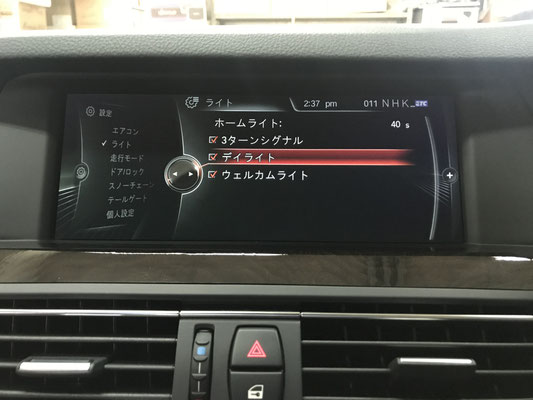 設定
ライト
2:37 pm
011 NHK_
エアコン
✓ ライト
走行モード
ドア/ロック
スノーチェーン
テールゲート
個人設定
ホームライト: 40 s
3ターンシグナル
デイライト
ウェルカムライト